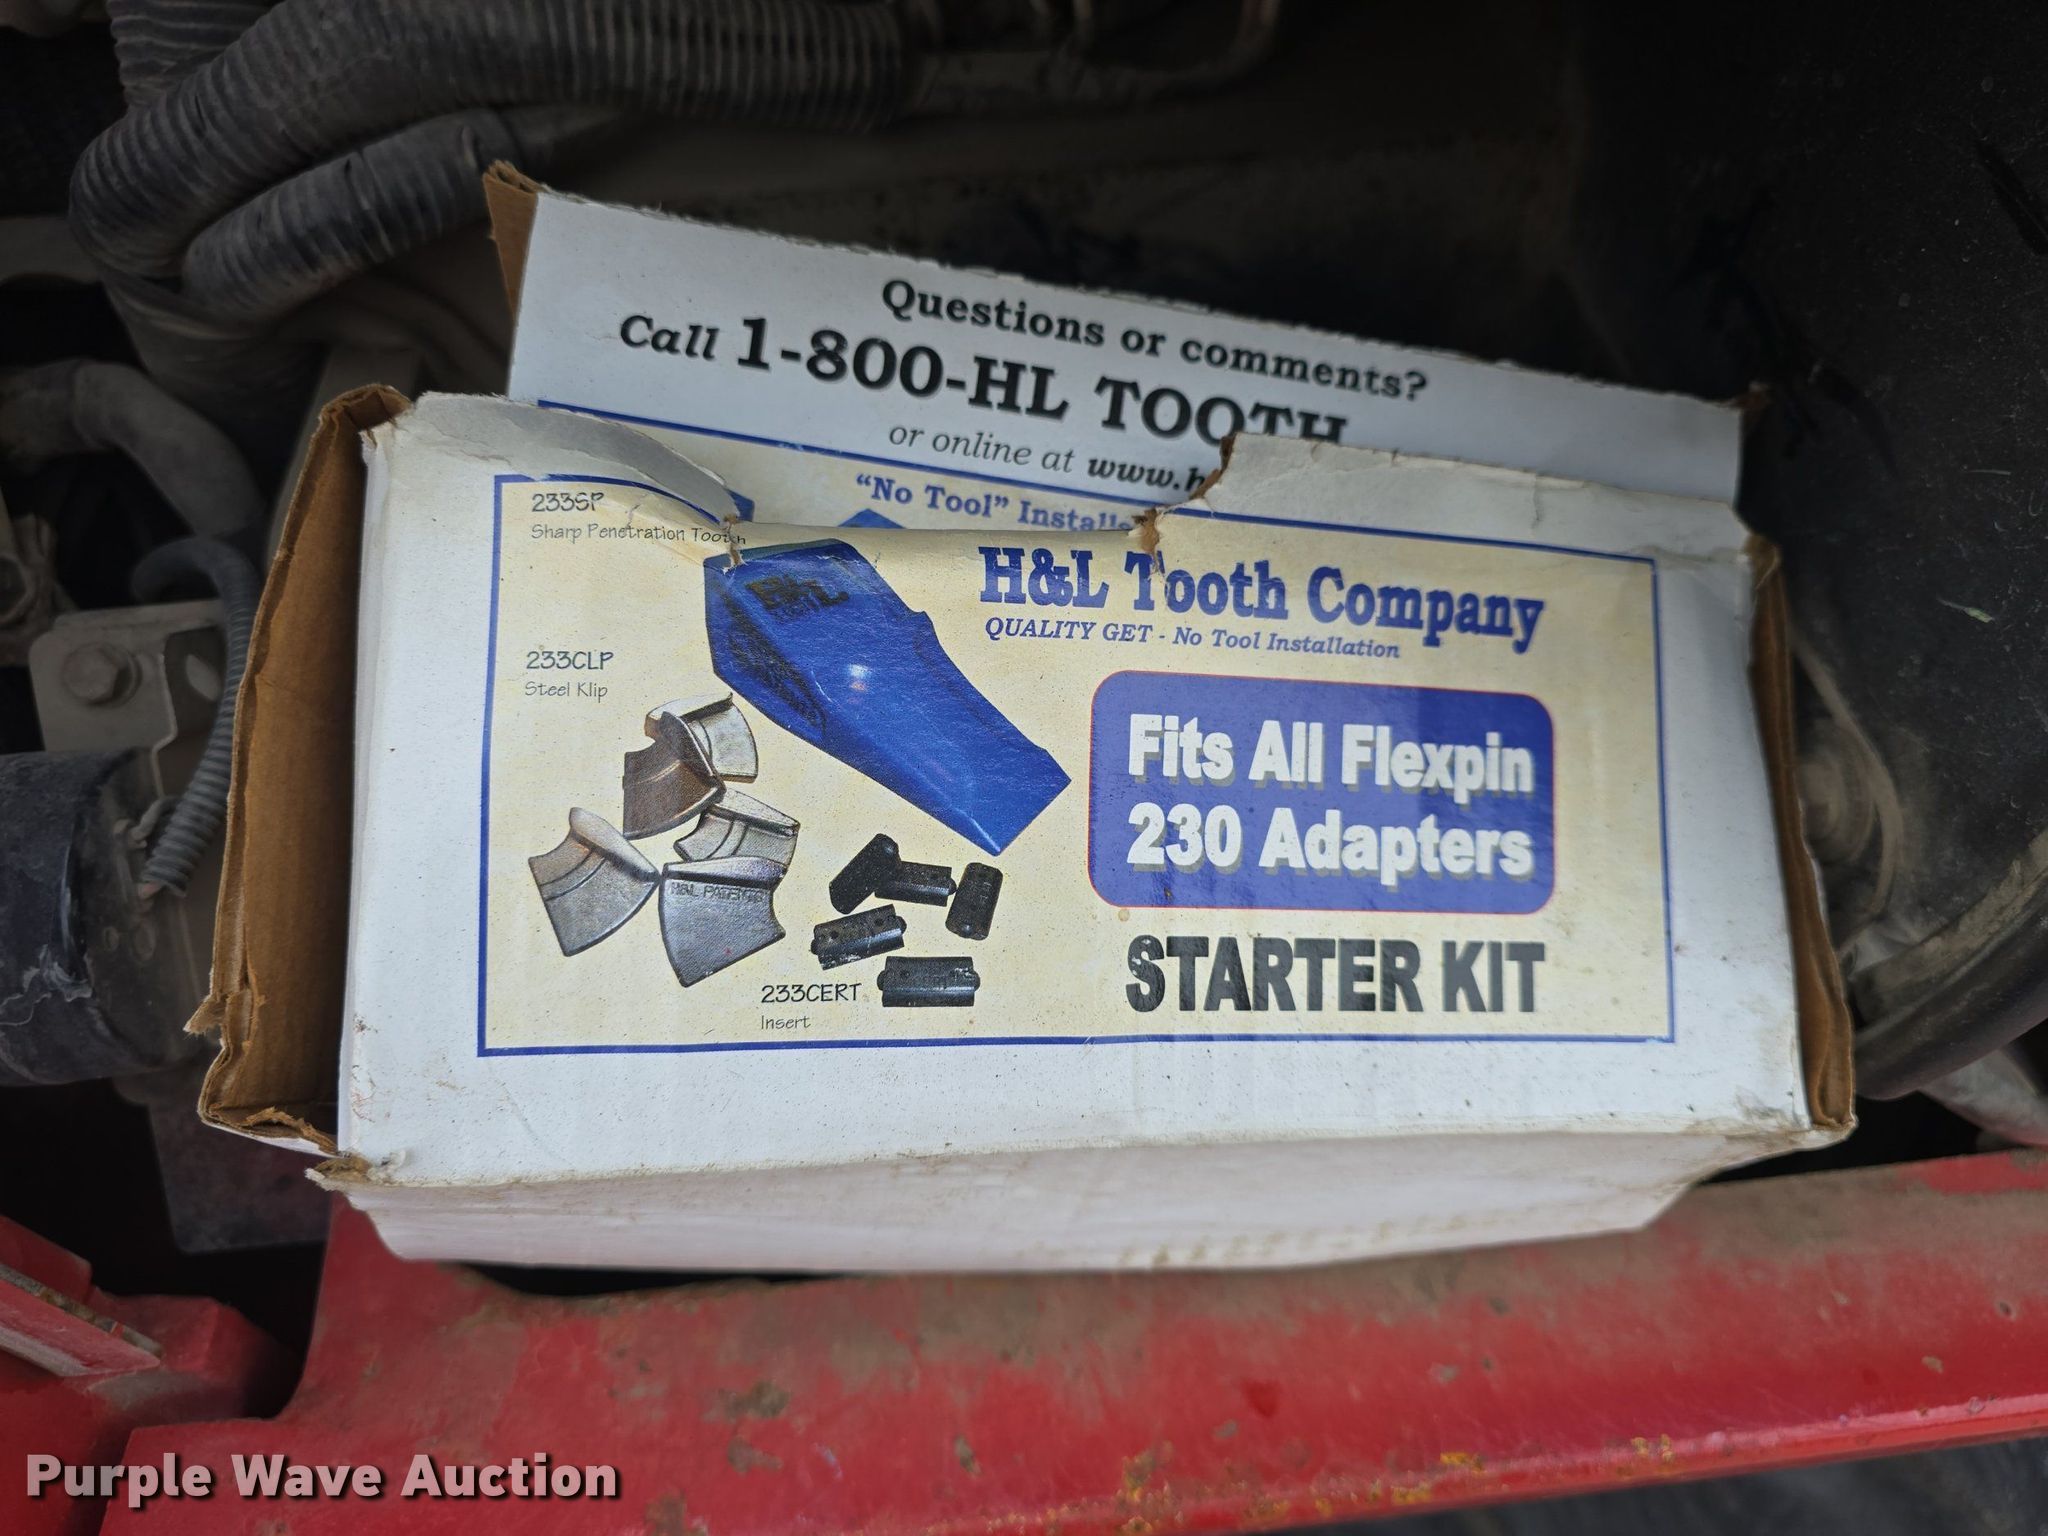 Questions or comments?
Call 1-800-HL TOOTH
or online at www.h
"No Tool"
233SP
Sharp Penetration Tooth
H&L Tooth Company
QUALITY GET - No Tool Installation
233CLP
Steel Klip
Fits All Flexpin
230 Adapters
H&L
H&L PATENTS
STARTER KIT
233CERT
Insert
Purple Wave Auction